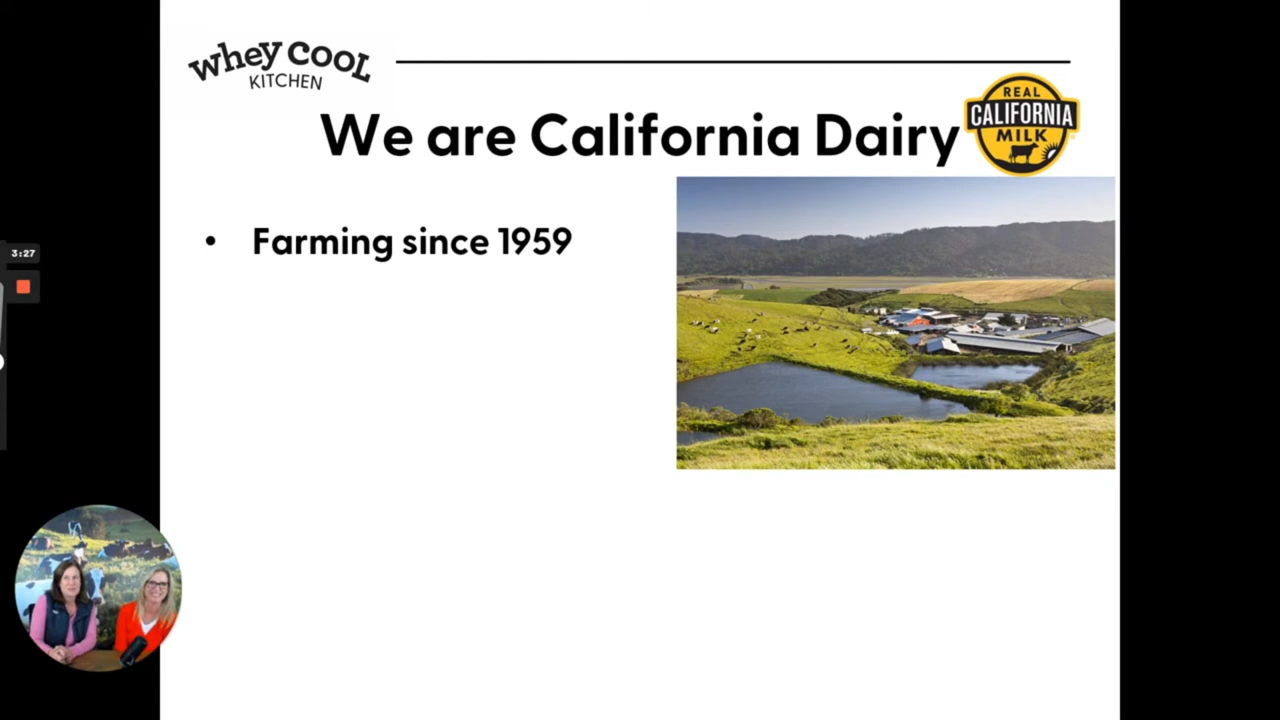 whey cool
KITCHEN
We are California Dairy
REAL
CALIFORNIA
MILK
• Farming since 1959
3:27